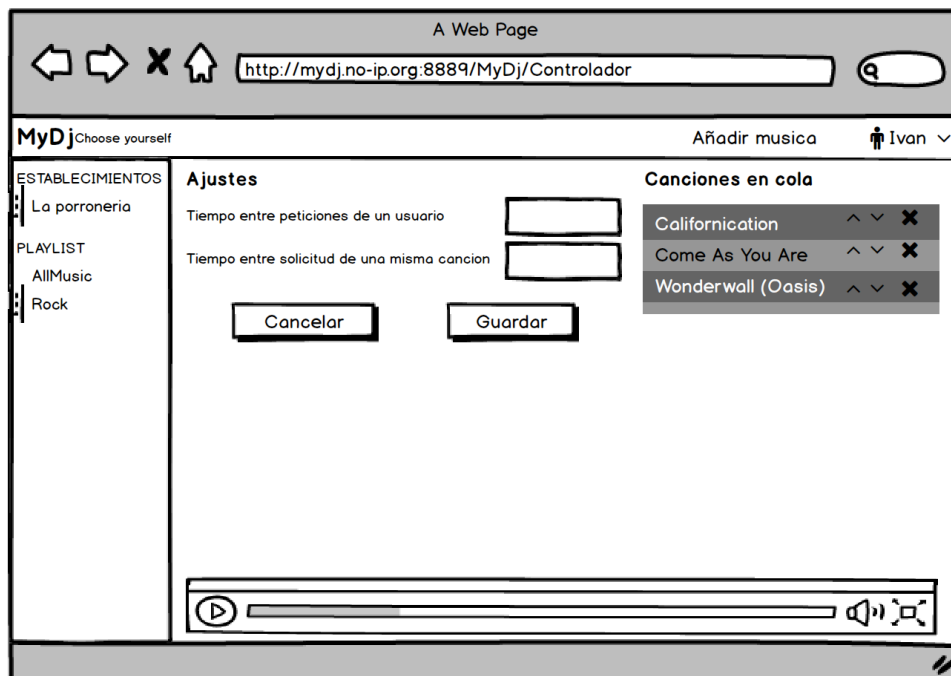 A Web Page
http://mydj.no-ip.org:8889/MyDj/Controlador
MyDj Choose yourself
Añadir musica
Ivan
ESTABLECIMIENTOS
La porroneria
PLAYLIST
AllMusic
Rock
Ajustes
Tiempo entre peticiones de un usuario
Tiempo entre solicitud de una misma cancion
Cancelar
Guardar
Canciones en cola
Californication
Come As You Are
Wonderwall (Oasis)